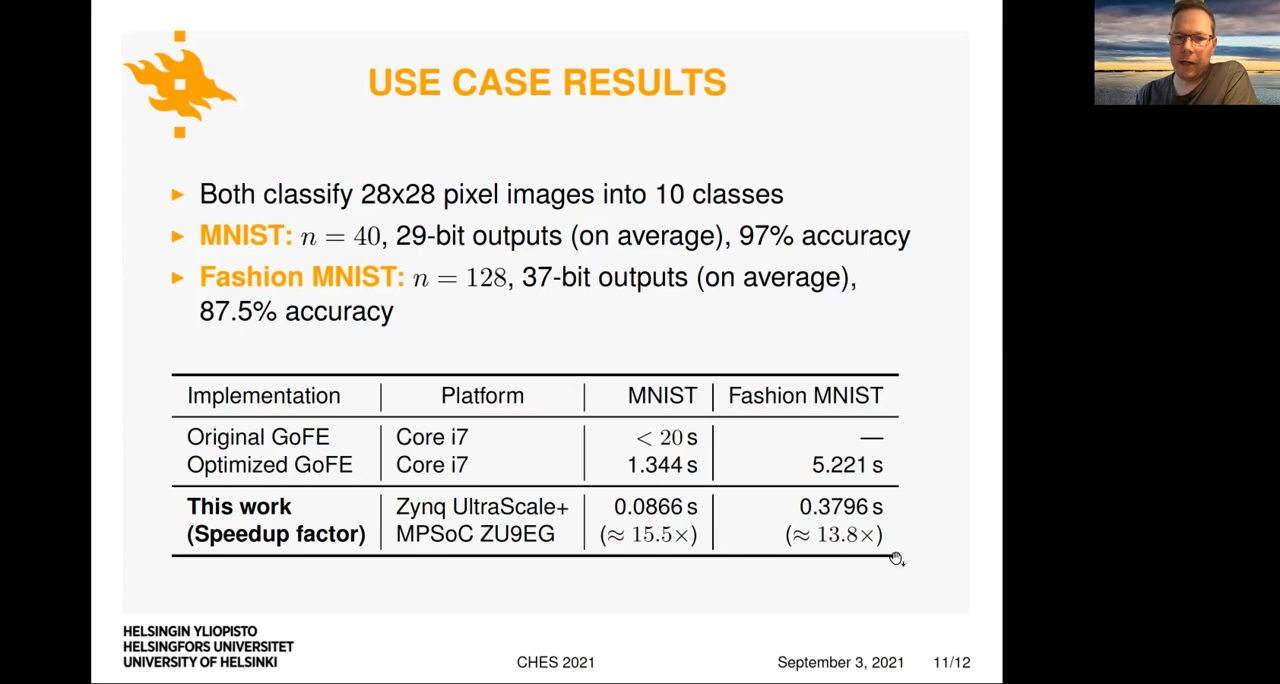 USE CASE RESULTS
► Both classify 28x28 pixel images into 10 classes
► MNIST: n = 40, 29-bit outputs (on average), 97% accuracy
► Fashion MNIST: n = 128, 37-bit outputs (on average),
87.5% accuracy
Implementation | Platform | MNIST | Fashion MNIST
Original GoFE | Core i7 | < 20 s | —
Optimized GoFE | Core i7 | 1.344 s | 5.221 s
This work | Zynq UltraScale+ | 0.0866 s | 0.3796 s
(Speedup factor) | MPSoC ZU9EG | (≈ 15.5×) | (≈ 13.8×)
HELSINGIN YLIOPISTO
HELSINGFORS UNIVERSITET
UNIVERSITY OF HELSINKI
CHES 2021
September 3, 2021
11/12